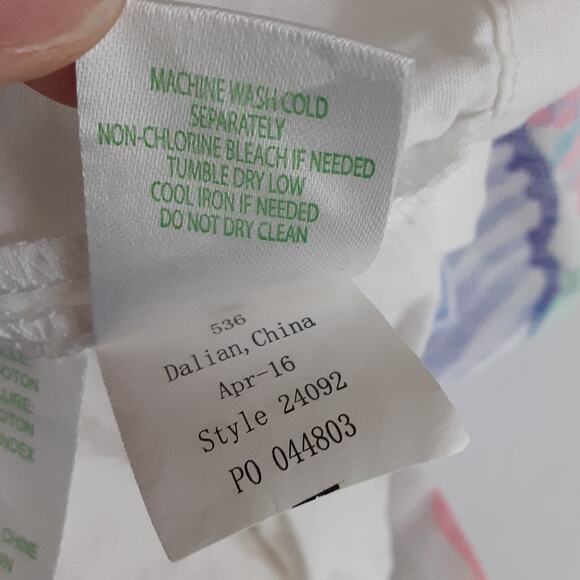 MACHINE WASH COLD
SEPARATELY
NON-CHLORINE BLEACH IF NEEDED
TUMBLE DRY LOW
COOL IRON IF NEEDED
DO NOT DRY CLEAN
536
Dalian, China
Apr-16
Style 24092
PO 044803